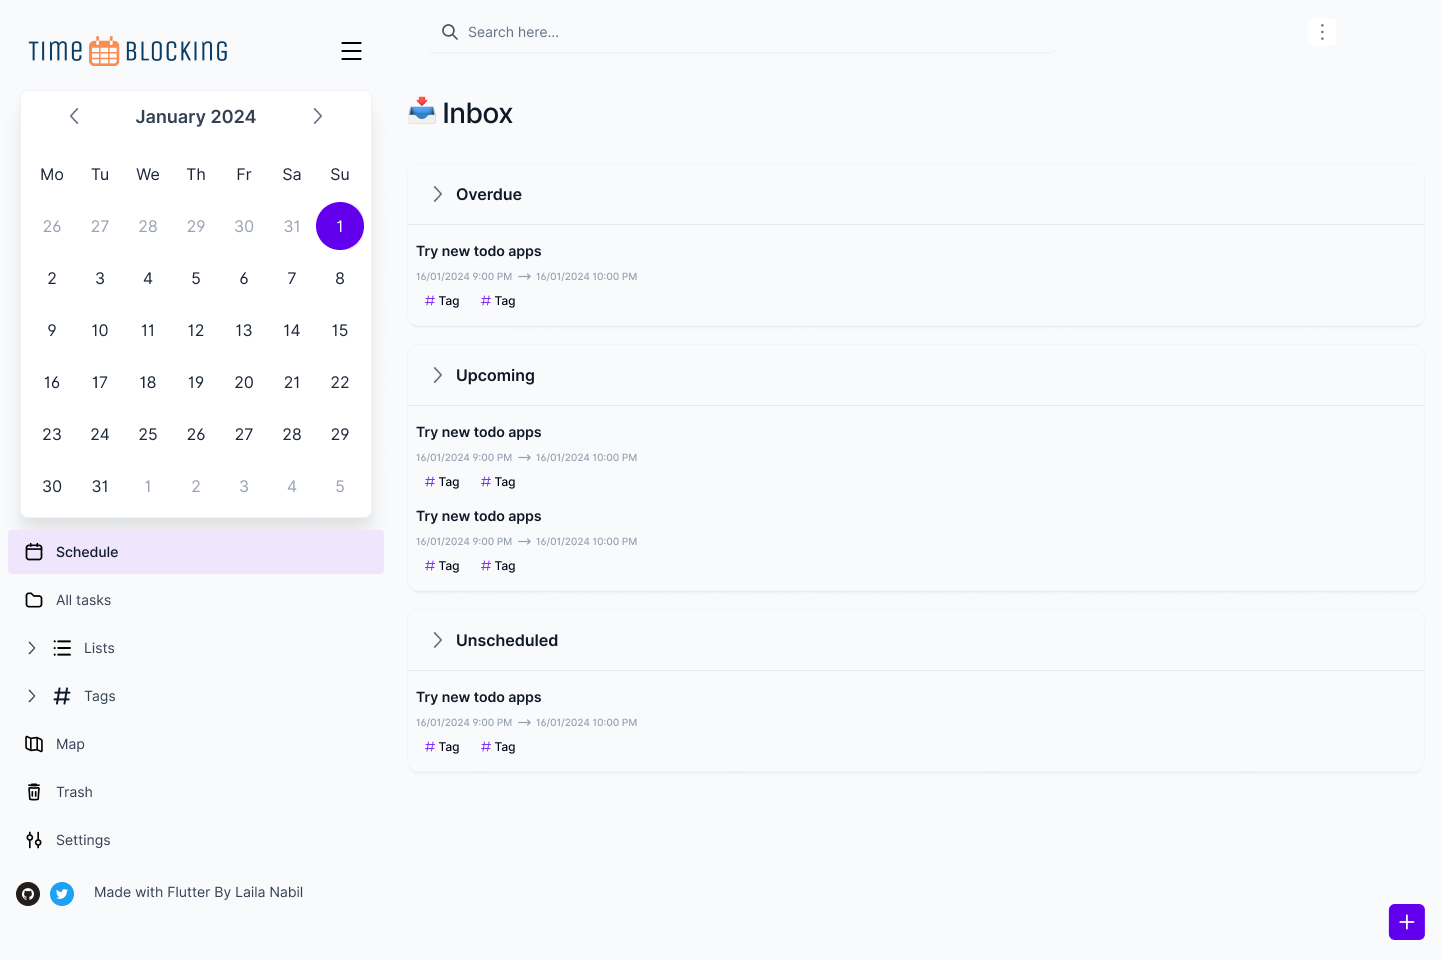 TIME BLOCKING
January 2024
Mo Tu We Th Fr Sa Su
26 27 28 29 30 31 1
2 3 4 5 6 7 8
9 10 11 12 13 14 15
16 17 18 19 20 21 22
23 24 25 26 27 28 29
30 31 1 2 3 4 5
Schedule
All tasks
Lists
# Tags
Map
Trash
Settings
Made with Flutter By Laila Nabil
Search here...
Inbox
Overdue
Try new todo apps
16/01/2024 9:00 PM → 16/01/2024 10:00 PM
# Tag # Tag
Upcoming
Try new todo apps
16/01/2024 9:00 PM → 16/01/2024 10:00 PM
# Tag # Tag
Try new todo apps
16/01/2024 9:00 PM → 16/01/2024 10:00 PM
# Tag # Tag
Unscheduled
Try new todo apps
16/01/2024 9:00 PM → 16/01/2024 10:00 PM
# Tag # Tag